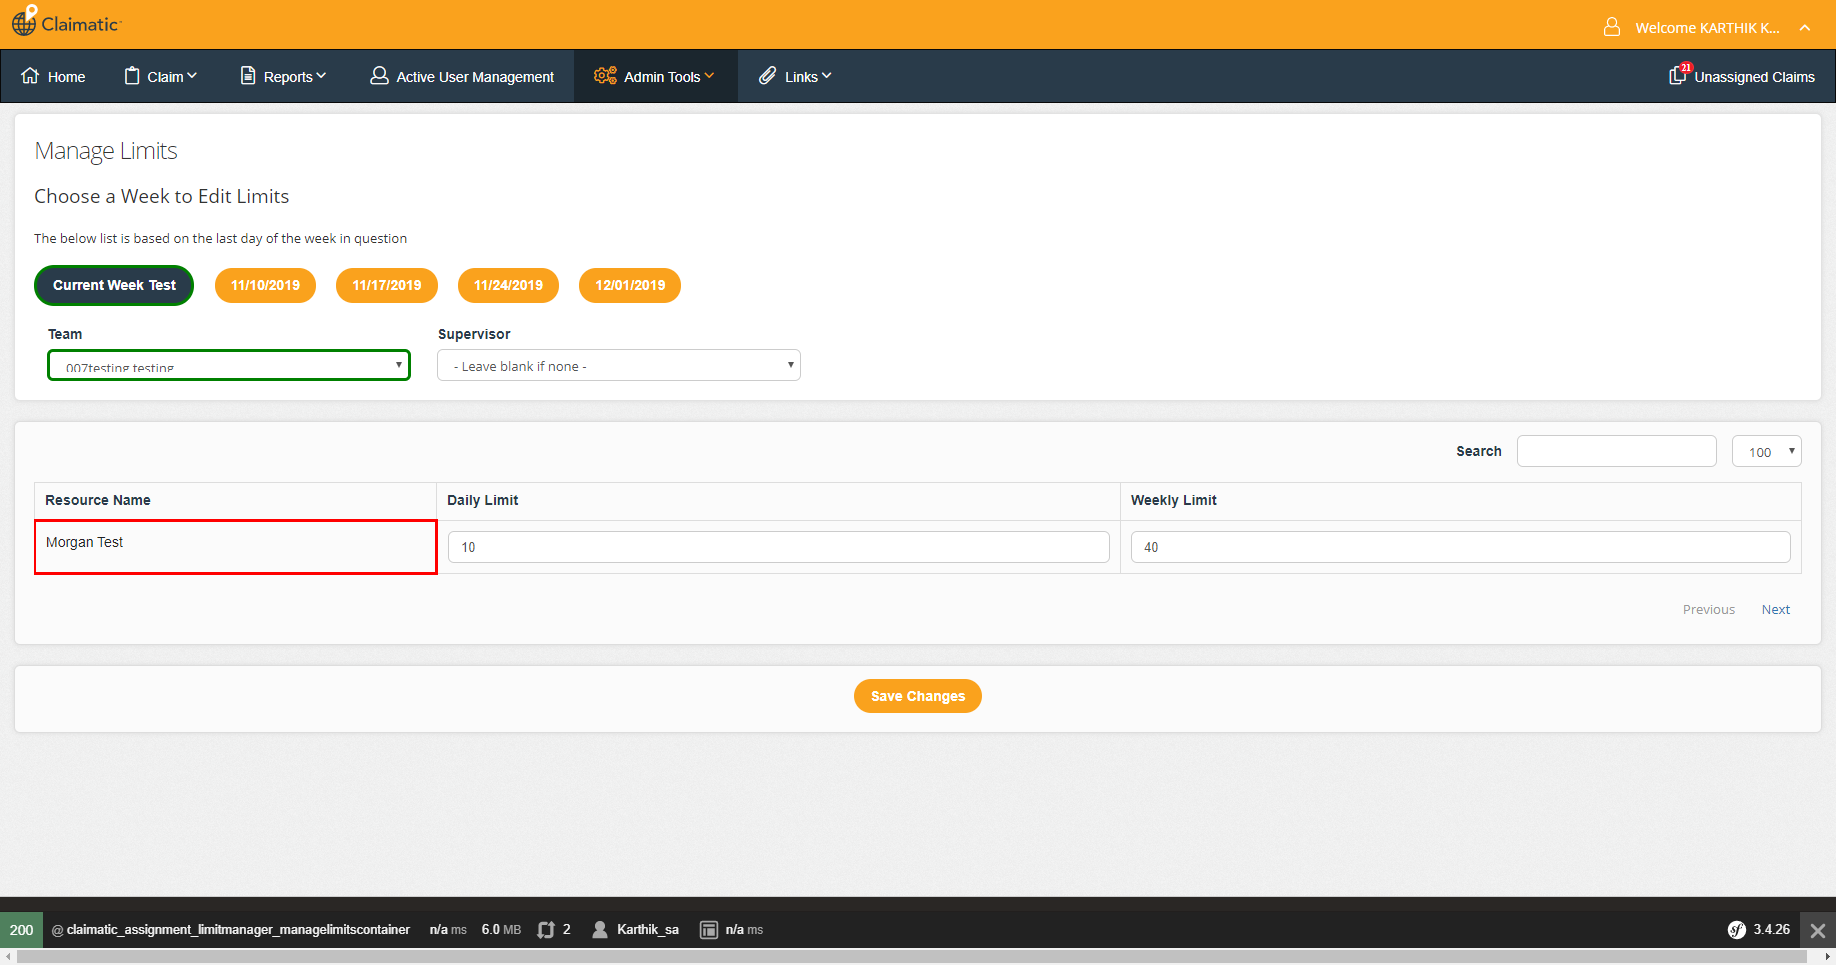 Claimatic
Welcome KARTHIK K...
Home
Claim
Reports
Active User Management
Admin Tools
Links
21
Unassigned Claims
Manage Limits
Choose a Week to Edit Limits
The below list is based on the last day of the week in question
Current Week Test
11/10/2019
11/17/2019
11/24/2019
12/01/2019
Team
Supervisor
007testing testing
- Leave blank if none -
Search
100
Resource Name
Daily Limit
Weekly Limit
Morgan Test
10
40
Previous
Next
Save Changes
200
@ claimatic_assignment_limitmanager_managelimitscontainer
n/a ms
6.0 MB
2
Karthik_sa
n/a ms
sf
3.4.26